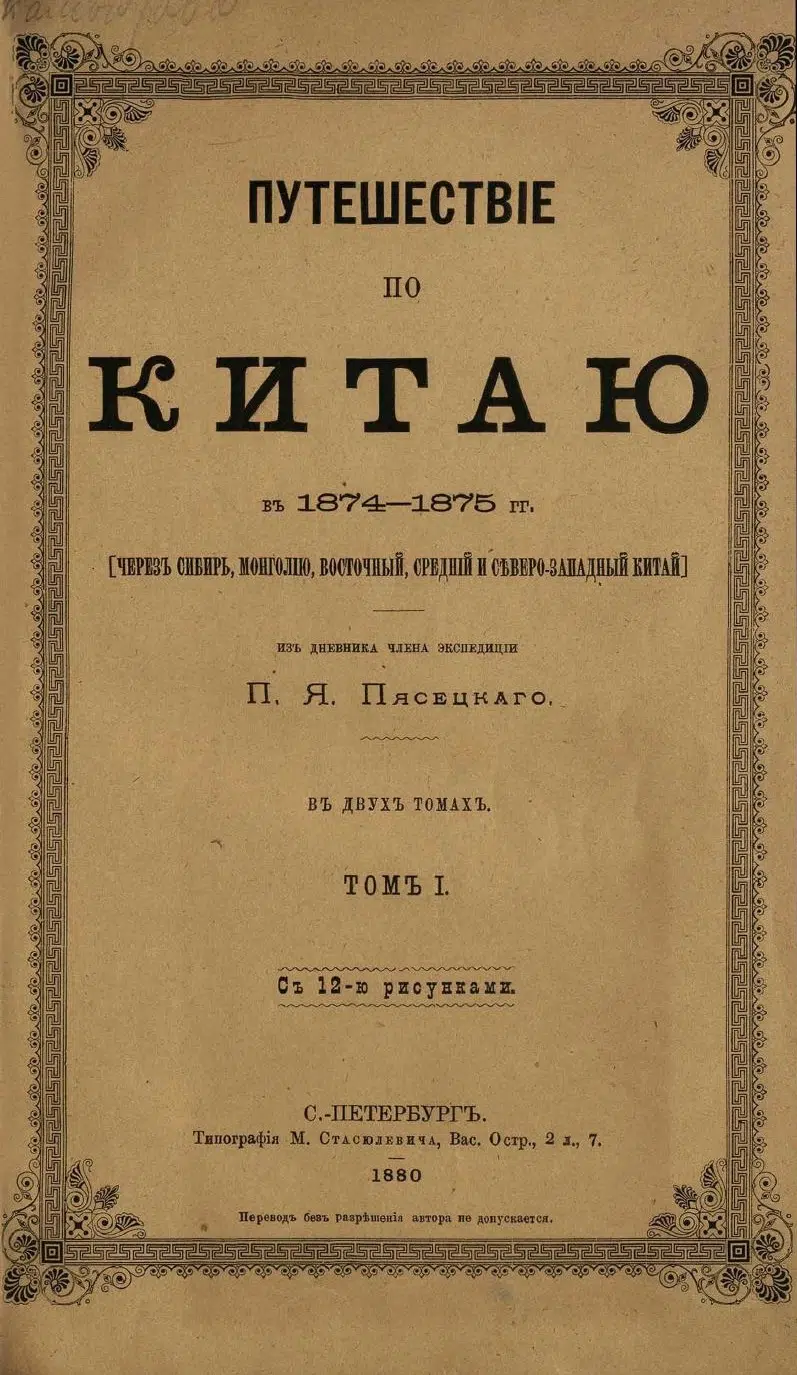 ПУТЕШЕСТВІЕ
ПО
КИТАЮ
въ 1874—1875 гг.
[ЧЕРЕЗЪ СИБИРЬ, МОНГОЛІЮ, ВОСТОЧНЫЙ, СРЕДНІЙ И СѢВЕРО-ЗАПАДНЫЙ КИТАЙ]
ИЗЪ ДНЕВНИКА ЧЛЕНА ЭКСПЕДИЦІИ
П. Я. Пясецкаго.
ВЪ ДВУХЪ ТОМАХЪ.
ТОМЪ I.
Съ 12-ю рисунками.
С.-ПЕТЕРБУРГЪ.
Типографія М. Стасюлевича, Вас. Остр., 2 л., 7.
1880
Переводъ безъ разрѣшенія автора не допускается.